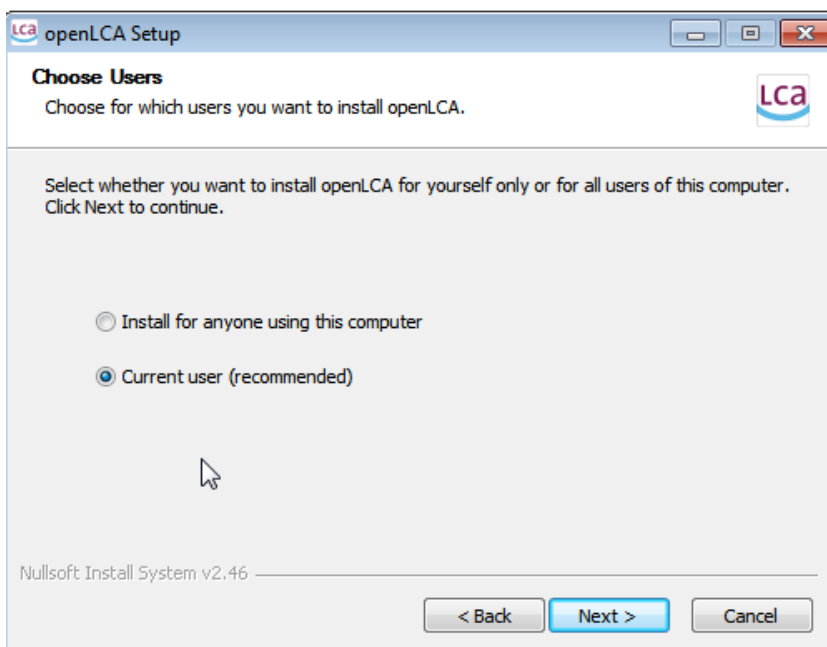 LCa openLCA Setup
Choose Users
Choose for which users you want to install openLCA.
LCa
Select whether you want to install openLCA for yourself only or for all users of this computer.
Click Next to continue.
Install for anyone using this computer
Current user (recommended)
Nullsoft Install System v2.46
< Back Next > Cancel